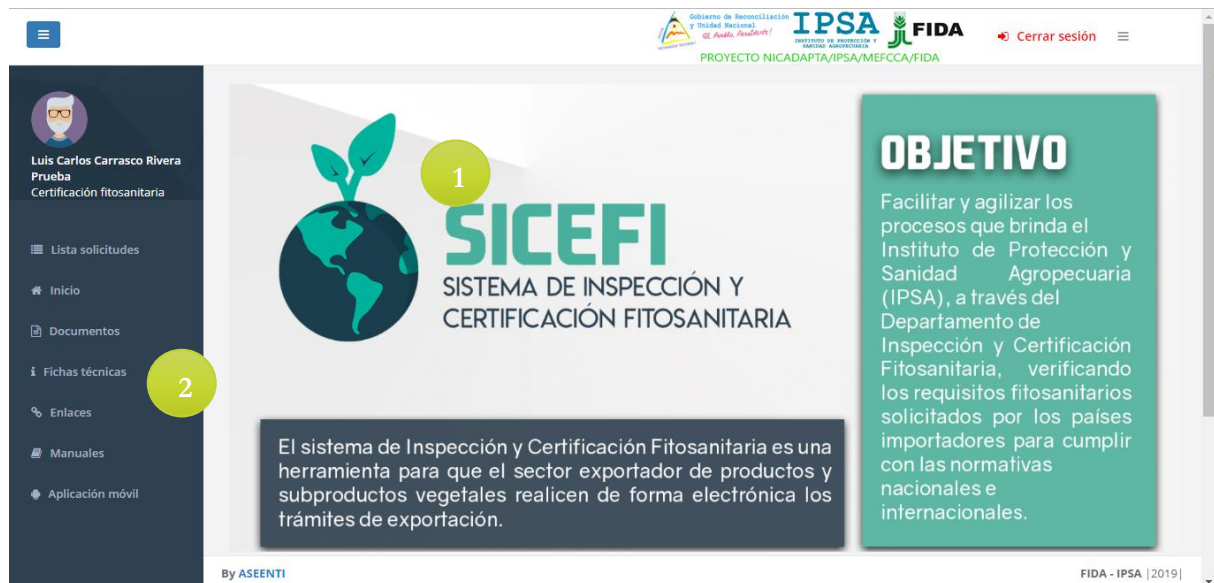 Gobierno de Reconciliación
y Unidad Nacional
El Pueblo, Presidente!
IPSA
INSTITUTO DE PROTECCIÓN Y
SANIDAD AGROPECUARIA
FIDA
PROYECTO NICADAPTA/IPSA/MEFCCA/FIDA
Cerrar sesión
Luis Carlos Carrasco Rivera
Prueba
Certificación fitosanitaria
Lista solicitudes
Inicio
Documentos
Fichas técnicas
2
Enlaces
Manuales
Aplicación móvil
1
SICEFI
SISTEMA DE INSPECCIÓN Y
CERTIFICACIÓN FITOSANITARIA
El sistema de Inspección y Certificación Fitosanitaria es una
herramienta para que el sector exportador de productos y
subproductos vegetales realicen de forma electrónica los
trámites de exportación.
OBJETIVO
Facilitar y agilizar los
procesos que brinda el
Instituto de Protección y
Sanidad Agropecuaria
(IPSA), a través del
Departamento de
Inspección y Certificación
Fitosanitaria, verificando
los requisitos fitosanitarios
solicitados por los países
importadores para cumplir
con las normativas
nacionales e
internacionales.
By ASEENTI
FIDA - IPSA |2019|